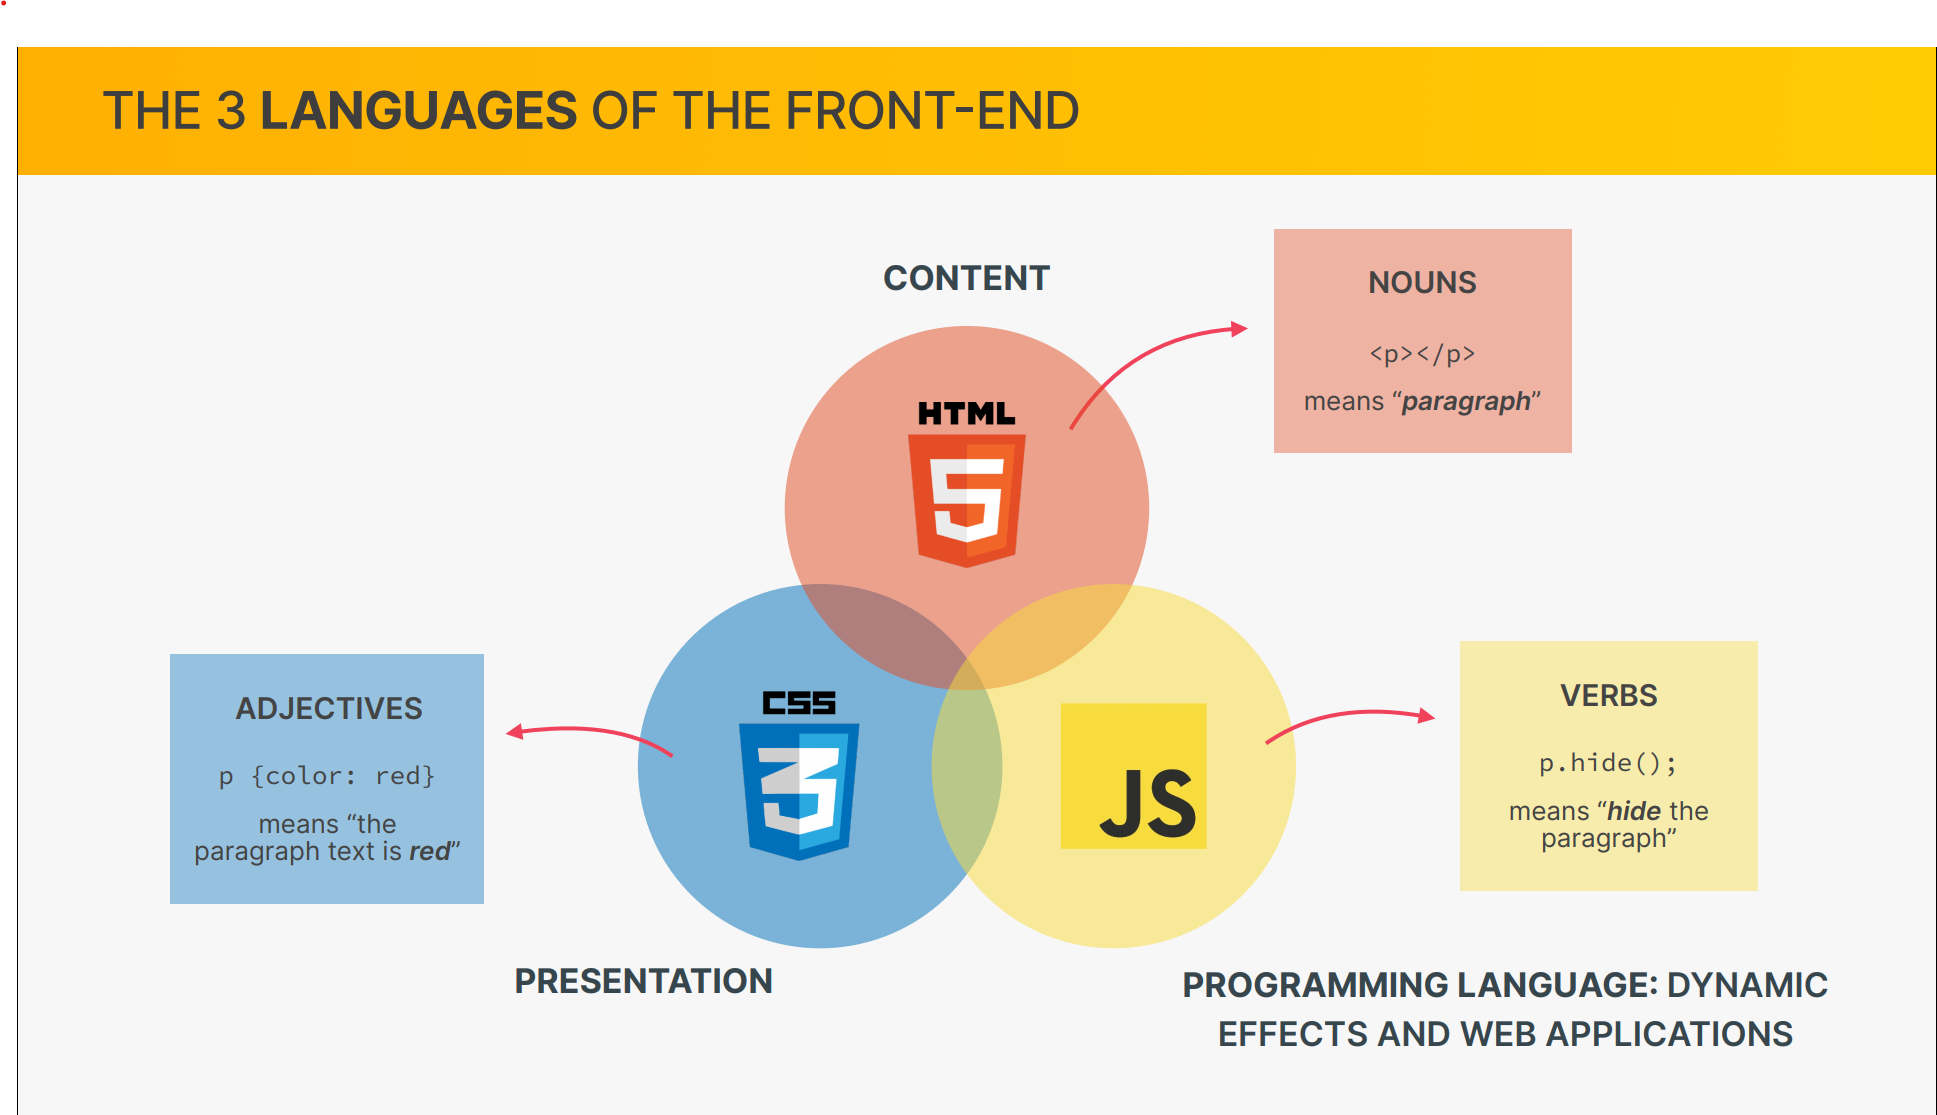 THE 3 LANGUAGES OF THE FRONT-END
CONTENT
NOUNS
<p></p>
means “paragraph”
HTML
5
ADJECTIVES
p {color: red}
means “the
paragraph text is red”
CSS
3
JS
VERBS
p.hide();
means “hide the
paragraph”
PRESENTATION
PROGRAMMING LANGUAGE: DYNAMIC
EFFECTS AND WEB APPLICATIONS